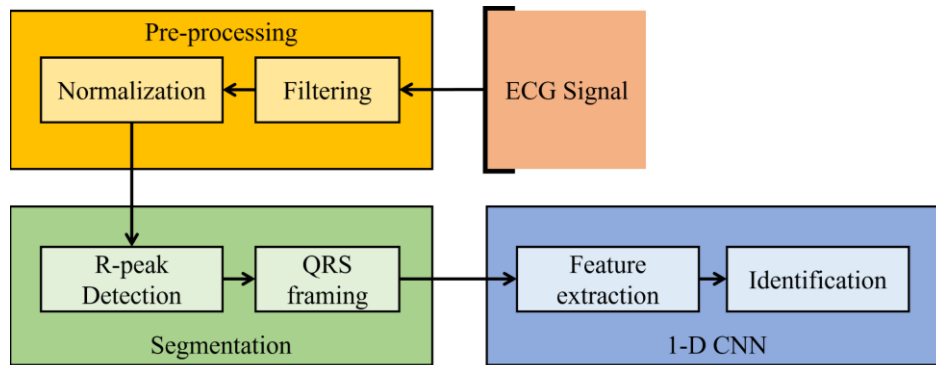 Pre-processing
Normalization
Filtering
ECG Signal
R-peak
Detection
QRS
framing
Segmentation
Feature
extraction
Identification
1-D CNN